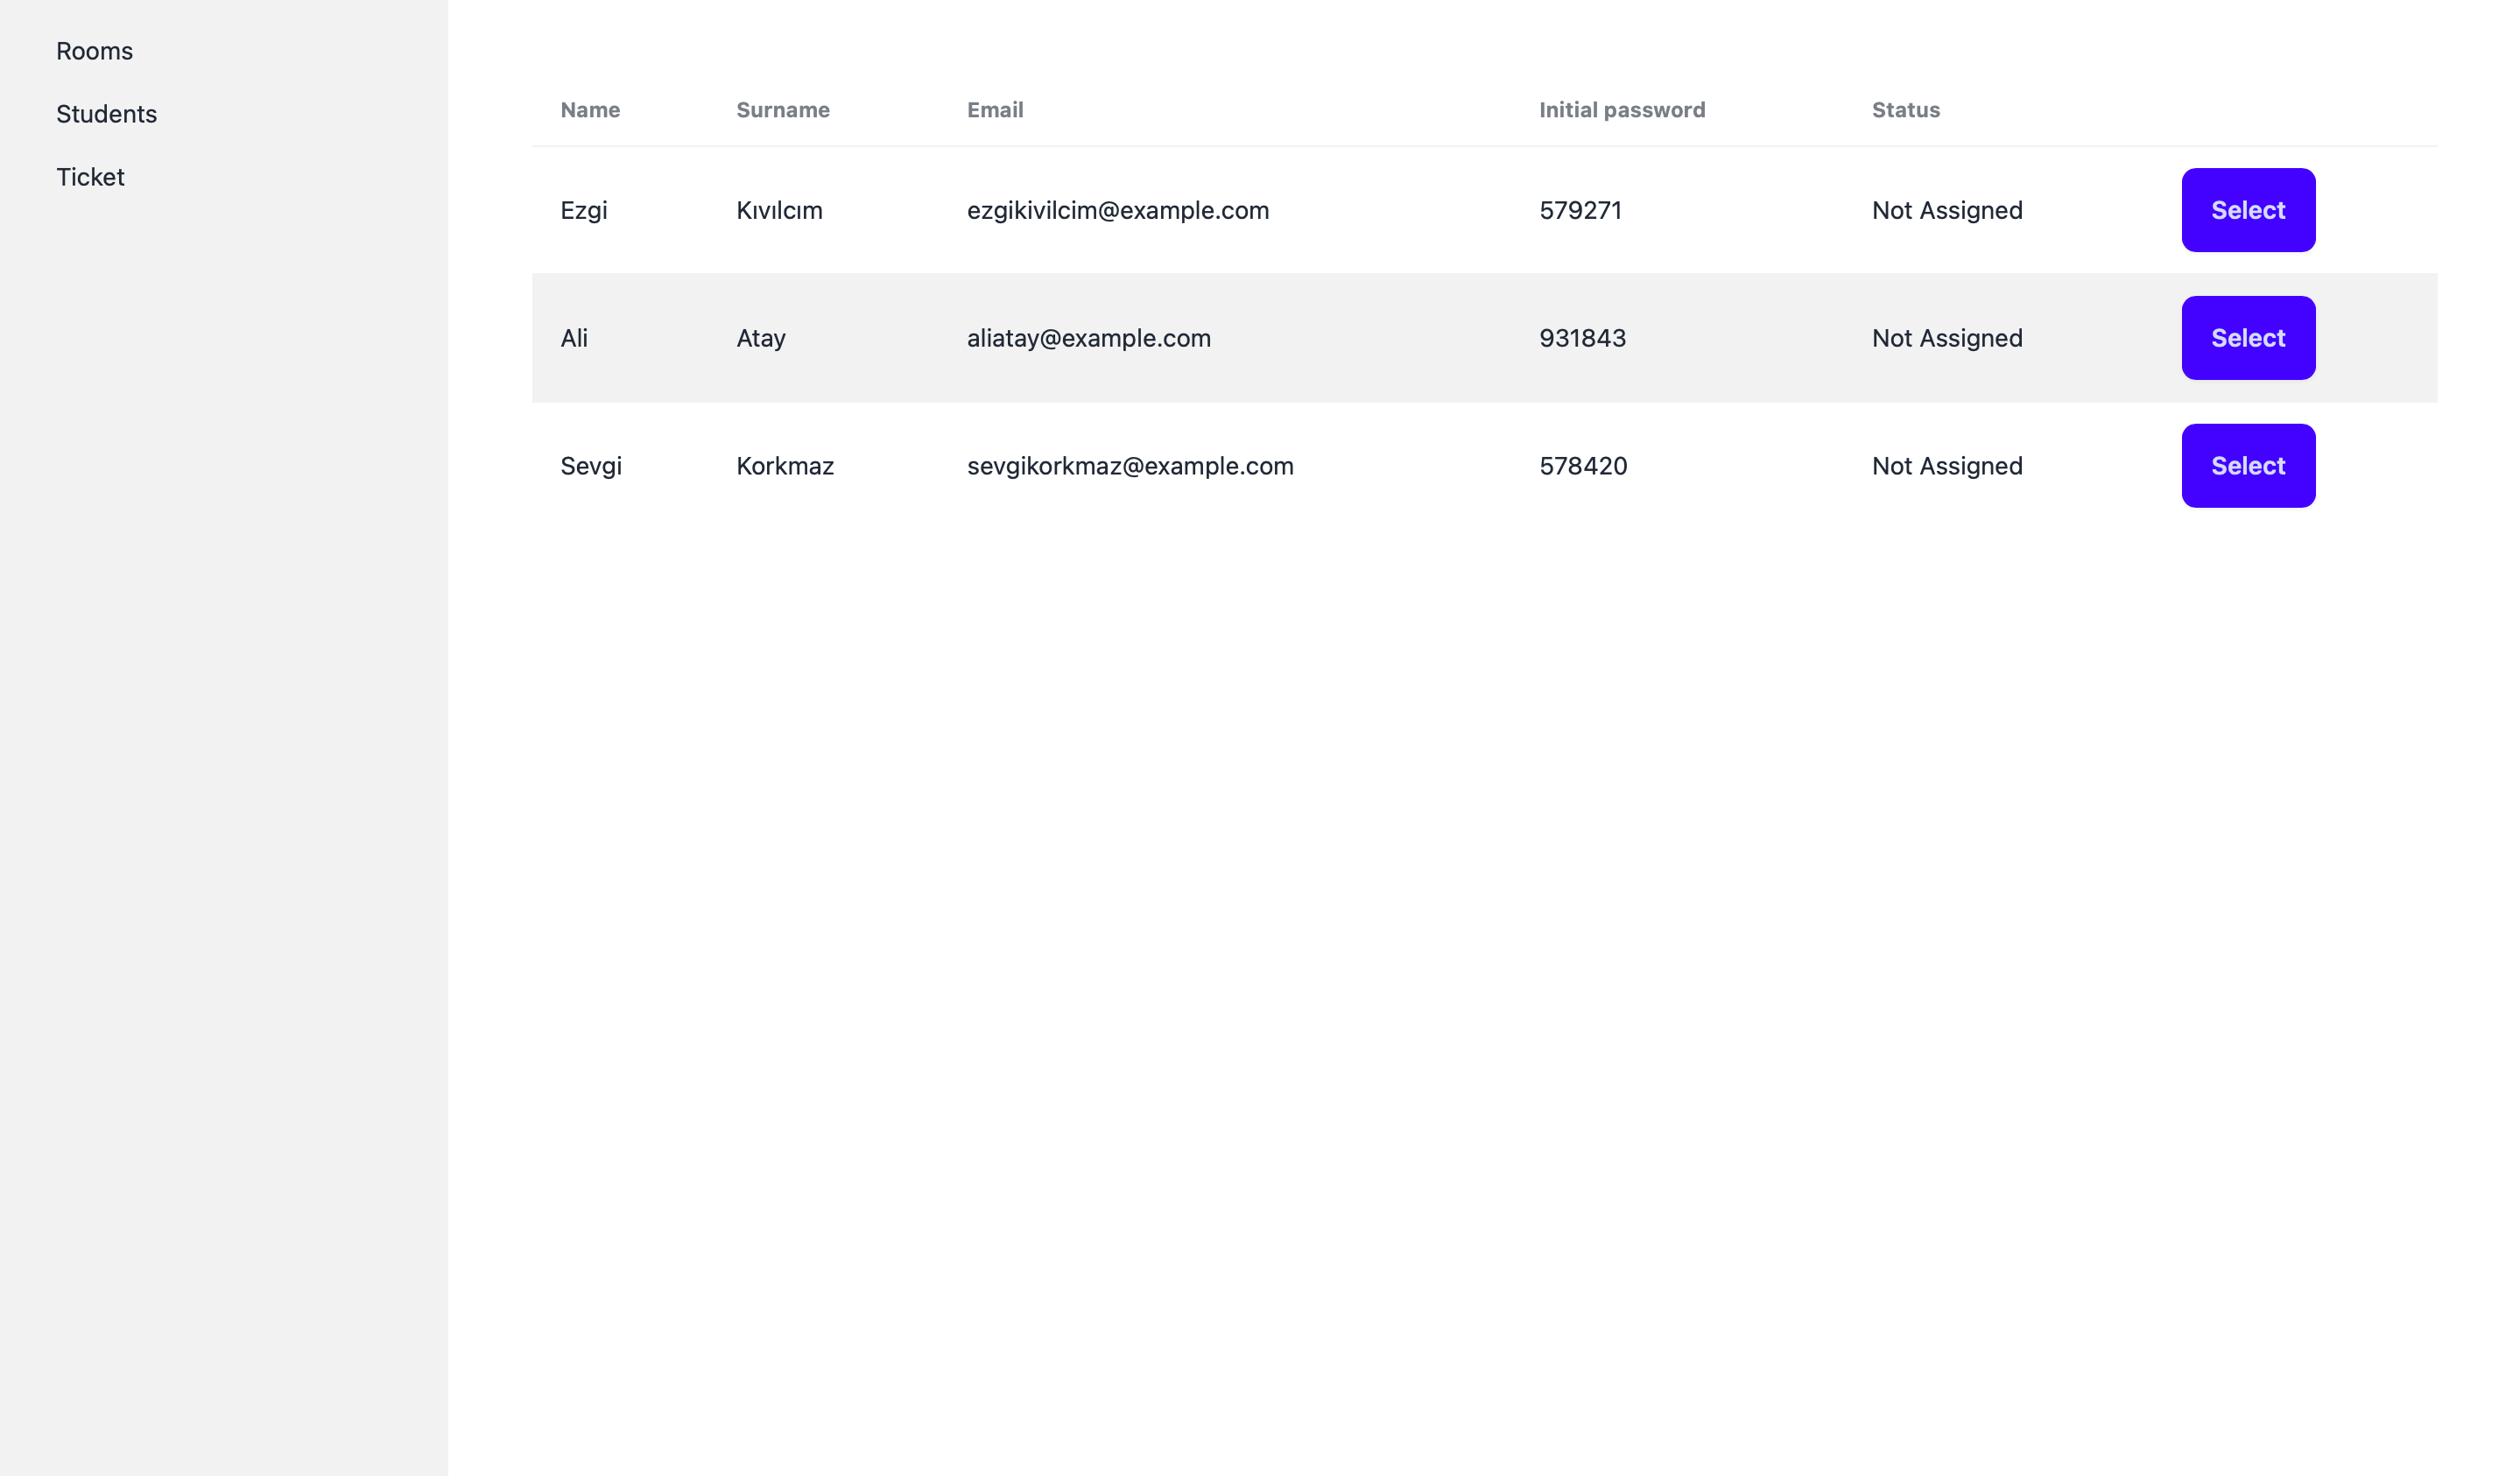 Rooms
Students
Ticket
Name Surname Email Initial password Status
Ezgi Kıvılcım ezgikivilcim@example.com 579271 Not Assigned Select
Ali Atay aliatay@example.com 931843 Not Assigned Select
Sevgi Korkmaz sevgikorkmaz@example.com 578420 Not Assigned Select